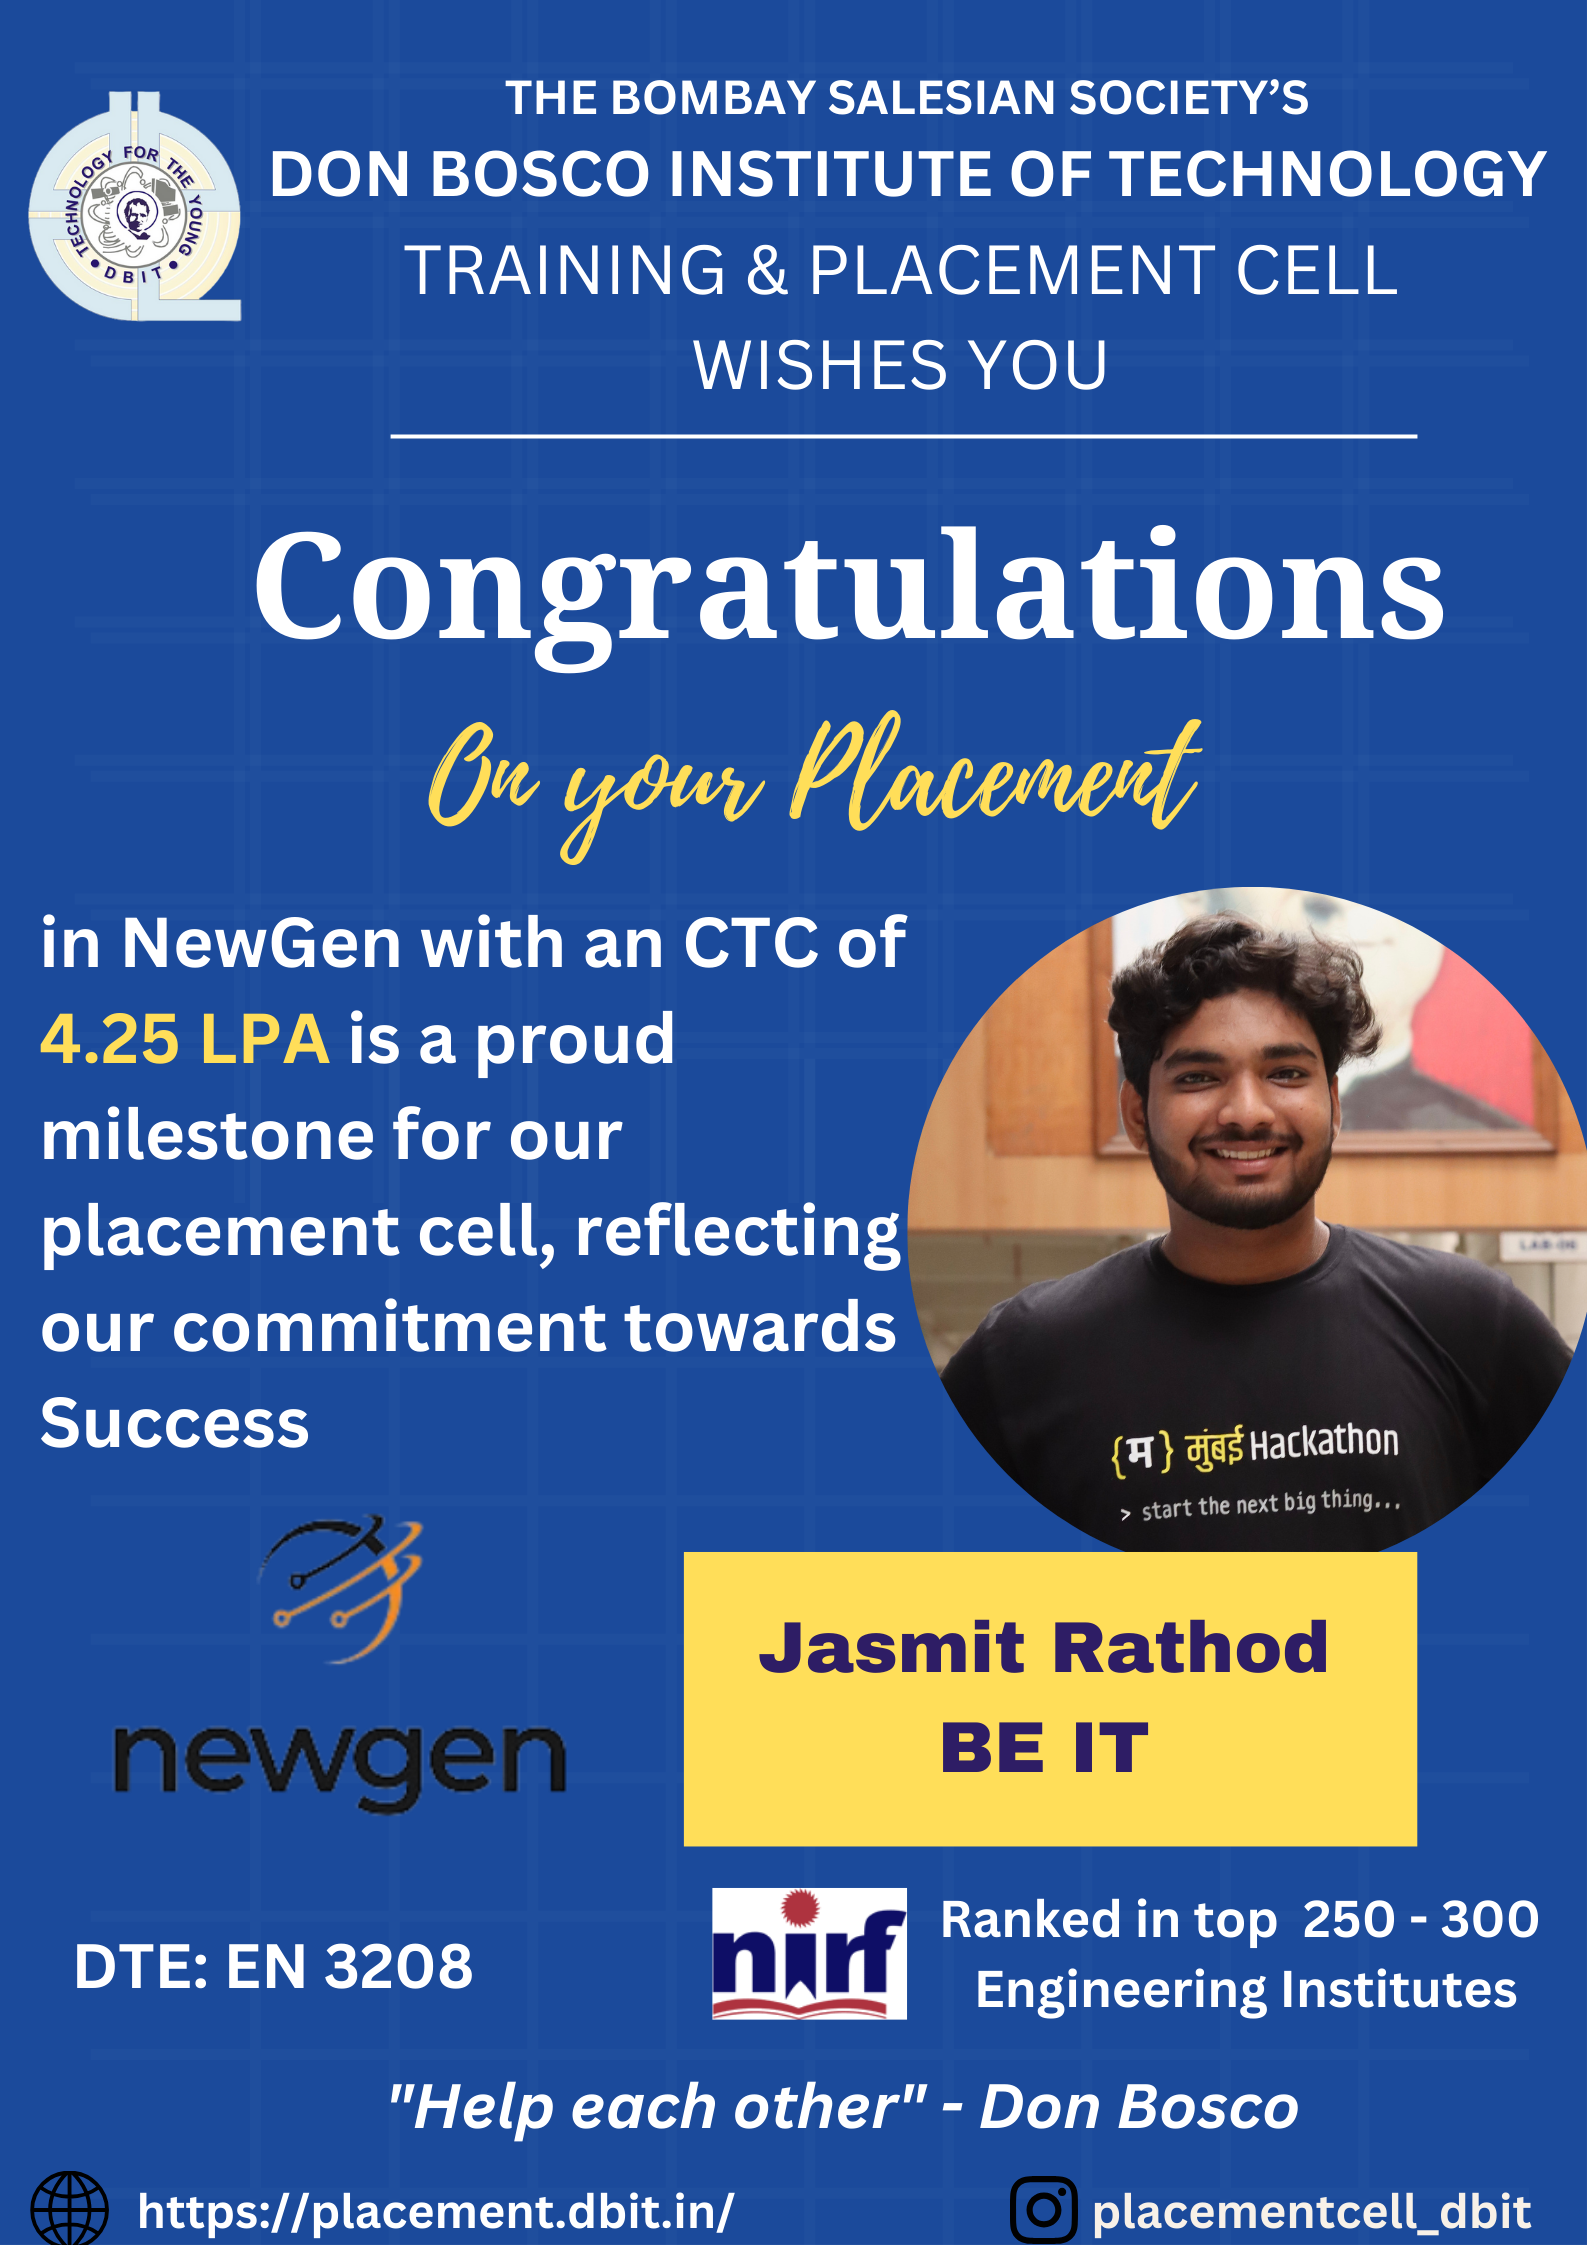 THE BOMBAY SALESIAN SOCIETY’S
DON BOSCO INSTITUTE OF TECHNOLOGY
TRAINING & PLACEMENT CELL
WISHES YOU
TECHNOLOGY FOR THE YOUNG
• DBIT •
Congratulations
On your Placement
in NewGen with an CTC of
4.25 LPA is a proud
milestone for our
placement cell, reflecting
our commitment towards
Success
LAB-06
{म} मुंबई Hackathon
> start the next big thing...
newgen
Jasmit Rathod
BE IT
DTE: EN 3208
nirf
Ranked in top 250 - 300
Engineering Institutes
"Help each other" - Don Bosco
https://placement.dbit.in/
placementcell_dbit